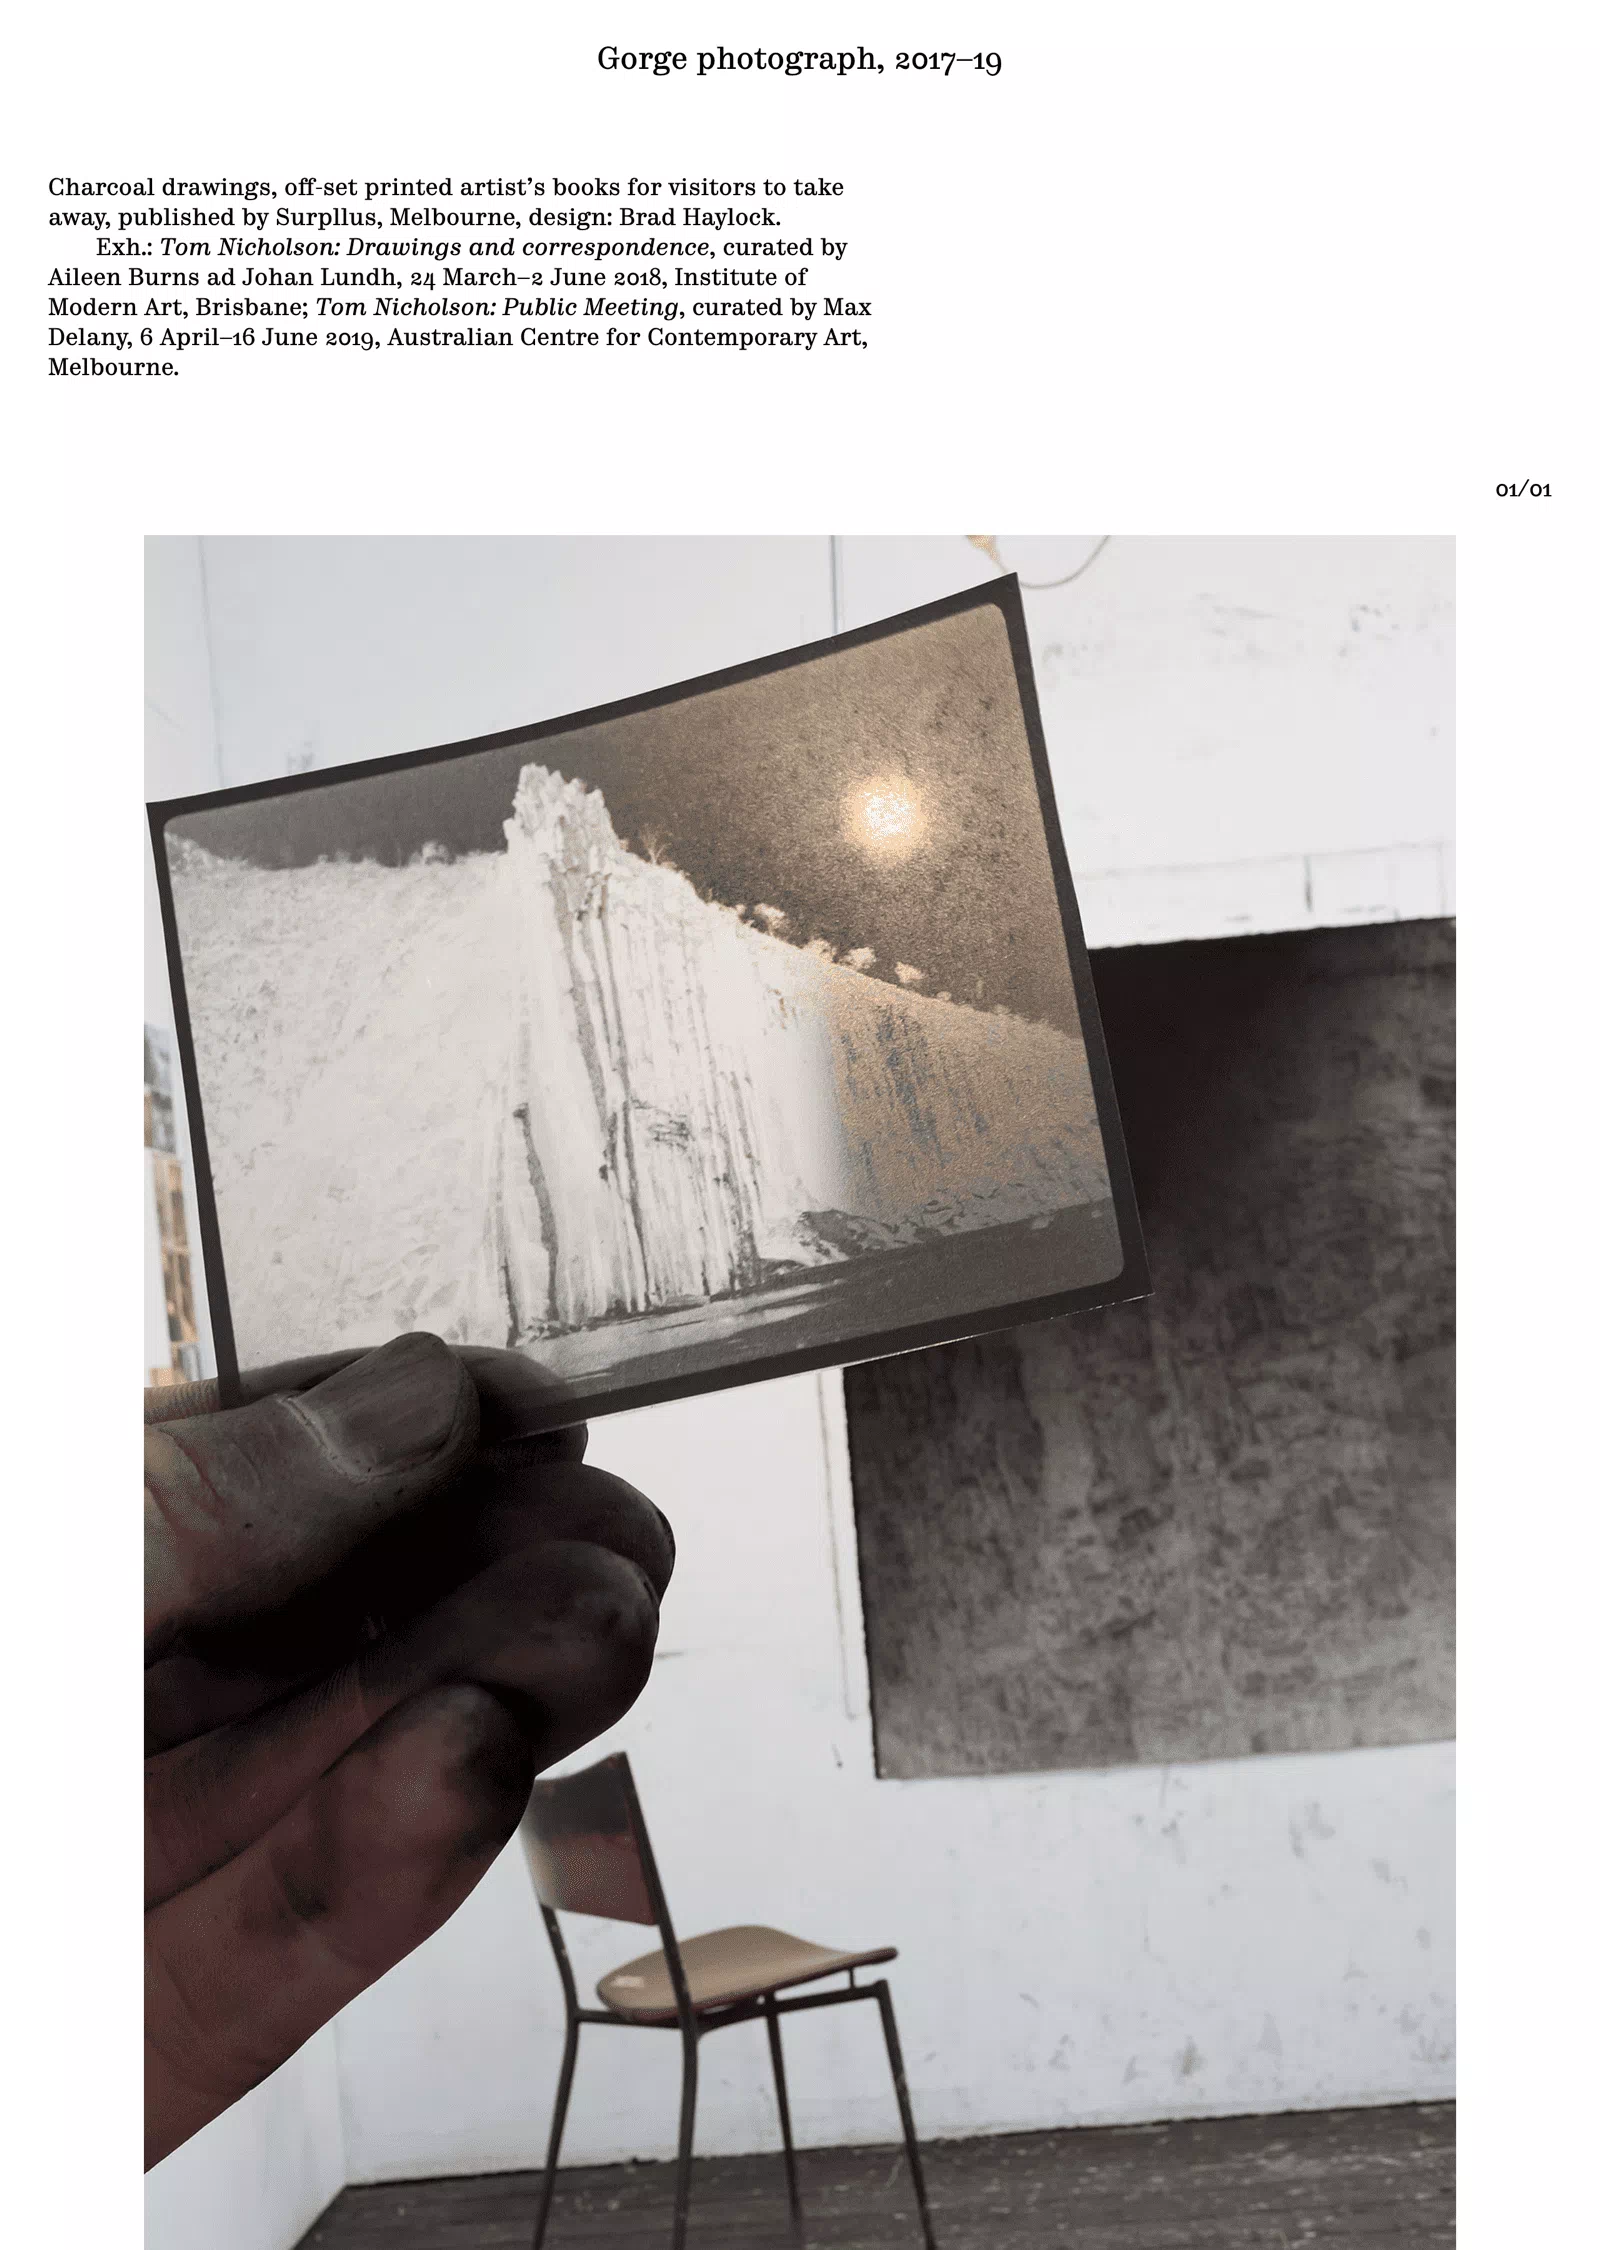 Gorge photograph, 2017–19
Charcoal drawings, off-set printed artist’s books for visitors to take
away, published by Surpllus, Melbourne, design: Brad Haylock.
Exh.: Tom Nicholson: Drawings and correspondence, curated by
Aileen Burns ad Johan Lundh, 24 March–2 June 2018, Institute of
Modern Art, Brisbane; Tom Nicholson: Public Meeting, curated by Max
Delany, 6 April–16 June 2019, Australian Centre for Contemporary Art,
Melbourne.
01/01